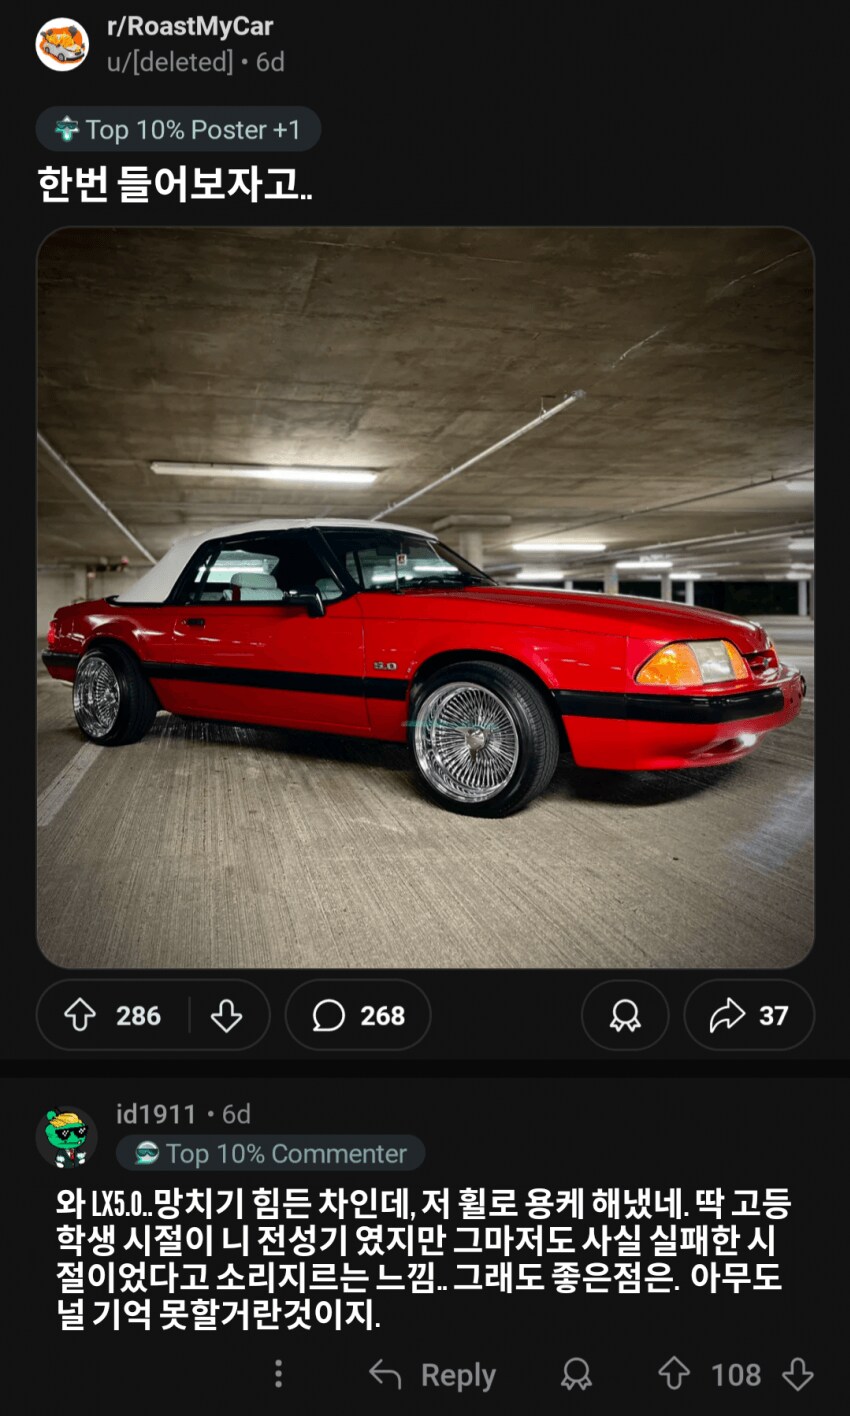 r/RoastMyCar
u/[deleted] • 6d
Top 10% Poster +1
한번 들어보자고..
5.0
286
268
37
id1911 • 6d
Top 10% Commenter
와 LX5.0..망치기 힘든 차인데, 저 휠로 용케 해냈네. 딱 고등
학생 시절이 니 전성기 였지만 그마저도 사실 실패한 시
절이었다고 소리지르는 느낌.. 그래도 좋은점은. 아무도
널 기억 못할거란것이지.
Reply
108